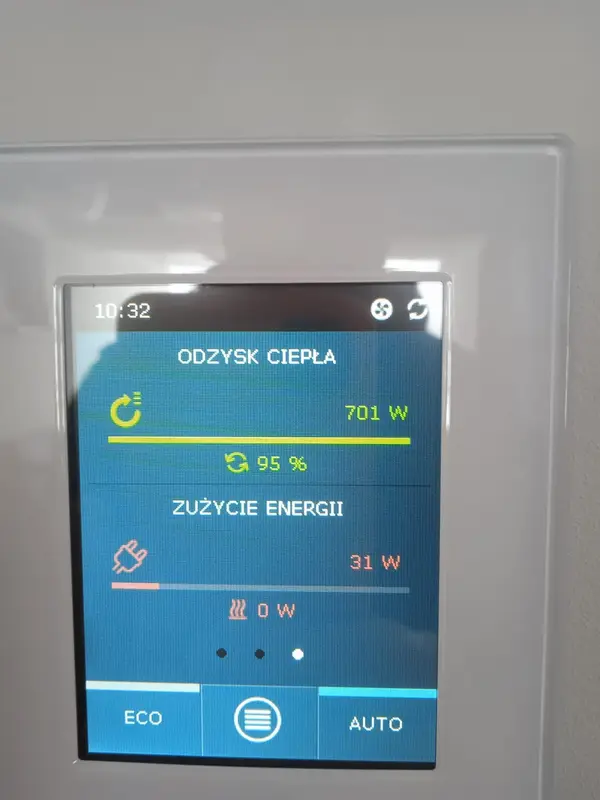 10:32
ODZYSK CIEPŁA
701 W
95 %
ZUŻYCIE ENERGII
31 W
0 W
ECO
AUTO